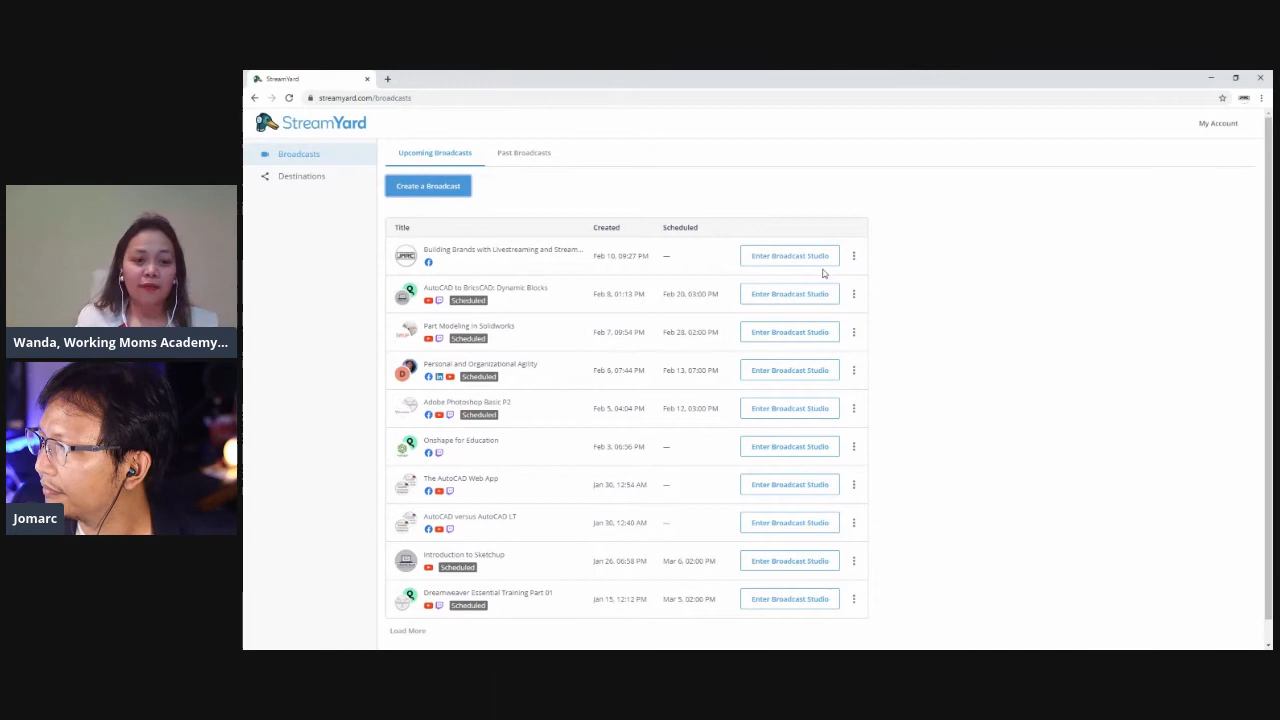 StreamYard
streamyard.com/broadcasts
StreamYard
My Account
Broadcasts
Destinations
Upcoming Broadcasts
Past Broadcasts
Create a Broadcast
Title
Created
Scheduled
Building Brands with Livestreaming and Stream...
Feb 10, 09:27 PM
—
Enter Broadcast Studio
AutoCAD to BricsCAD: Dynamic Blocks
Scheduled
Feb 8, 01:13 PM
Feb 20, 03:00 PM
Enter Broadcast Studio
Part Modeling in Solidworks
Scheduled
Feb 7, 09:54 PM
Feb 28, 02:00 PM
Enter Broadcast Studio
Personal and Organizational Agility
Scheduled
Feb 6, 07:44 PM
Feb 13, 07:00 PM
Enter Broadcast Studio
Adobe Photoshop Basic P2
Scheduled
Feb 5, 04:04 PM
Feb 12, 03:00 PM
Enter Broadcast Studio
Onshape for Education
Feb 3, 06:56 PM
—
Enter Broadcast Studio
The AutoCAD Web App
Jan 30, 12:54 AM
—
Enter Broadcast Studio
AutoCAD versus AutoCAD LT
Jan 30, 12:40 AM
—
Enter Broadcast Studio
Introduction to Sketchup
Scheduled
Jan 26, 06:58 PM
Mar 6, 02:00 PM
Enter Broadcast Studio
Dreamweaver Essential Training Part 01
Scheduled
Jan 15, 12:12 PM
Mar 5, 02:00 PM
Enter Broadcast Studio
Load More
Wanda, Working Moms Academy...
Jomarc